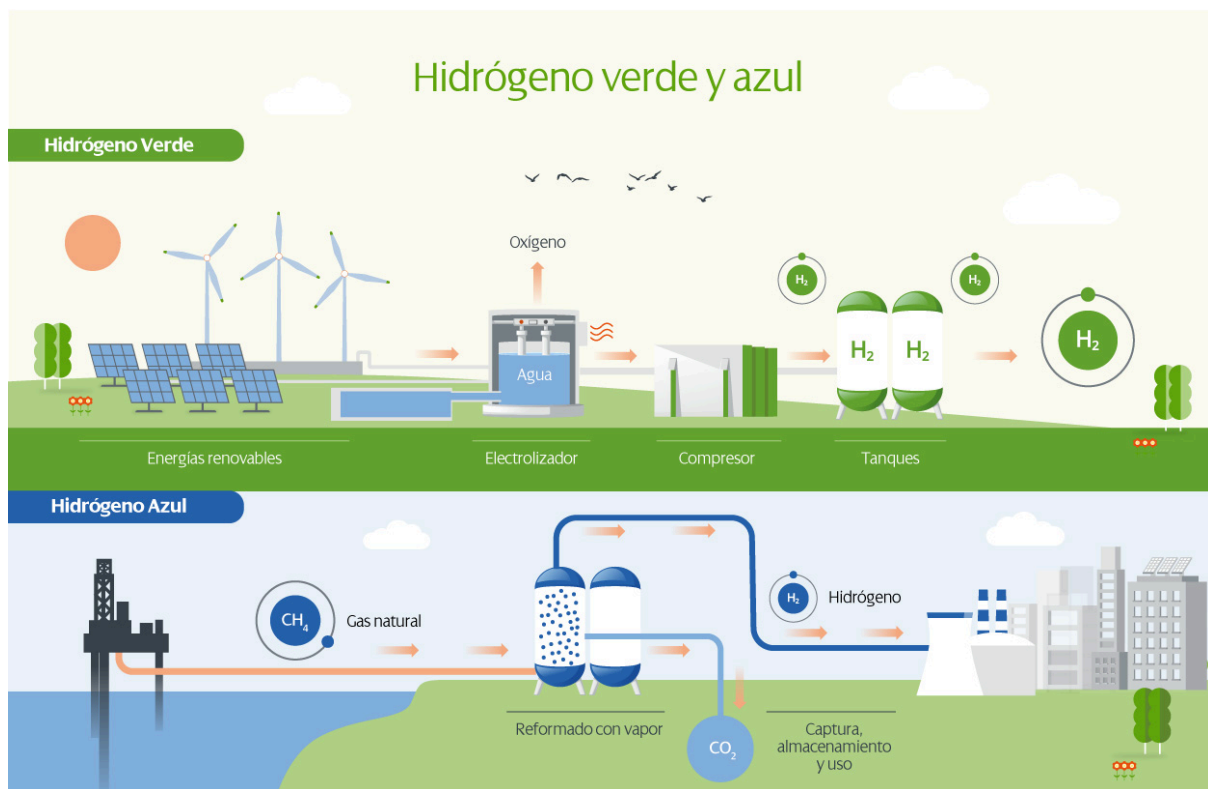 Hidrógeno verde y azul
Hidrógeno Verde
Oxígeno
H₂
H₂
H₂
H₂
H₂
Agua
Energías renovables
Electrolizador
Compresor
Tanques
Hidrógeno Azul
CH₄
Gas natural
H₂
Hidrógeno
Reformado con vapor
CO₂
Captura,
almacenamiento
y uso